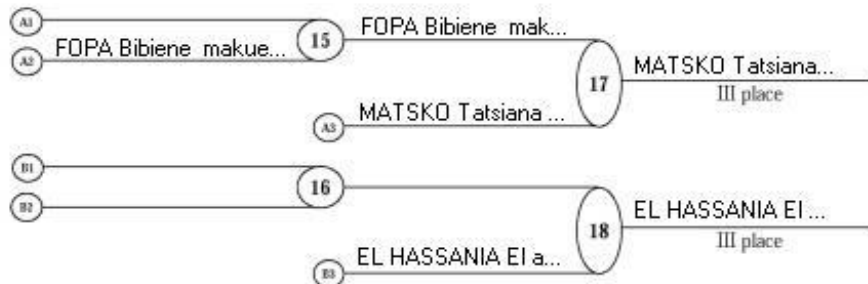 A1
FOPA Bibiene makue...
A2
15
FOPA Bibiene mak...
MATSKO Tatsiana ...
A3
17
MATSKO Tatsiana...
III place
B1
B2
16
EL HASSANIA El a...
B3
18
EL HASSANIA El ...
III place